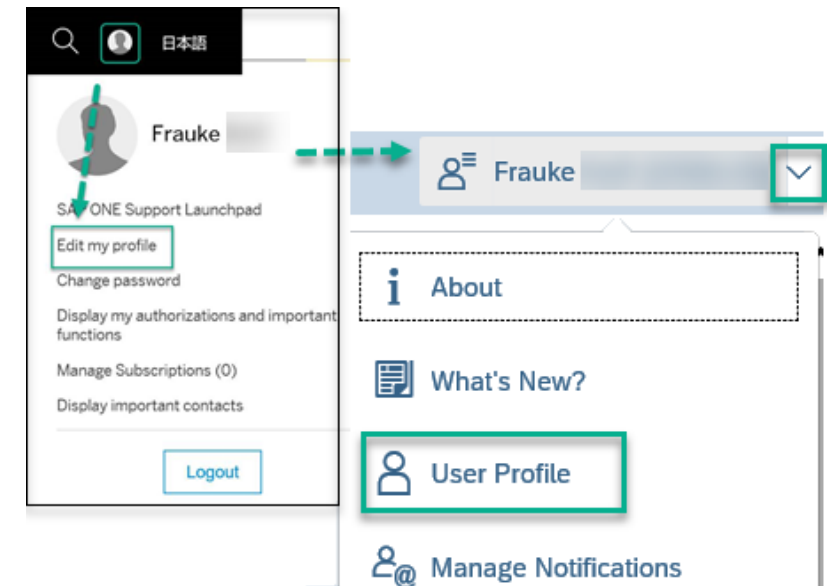 日本語
Frauke
SAP ONE Support Launchpad
Edit my profile
Change password
Display my authorizations and important
functions
Manage Subscriptions (0)
Display important contacts
Logout
Frauke
About
What's New?
User Profile
Manage Notifications